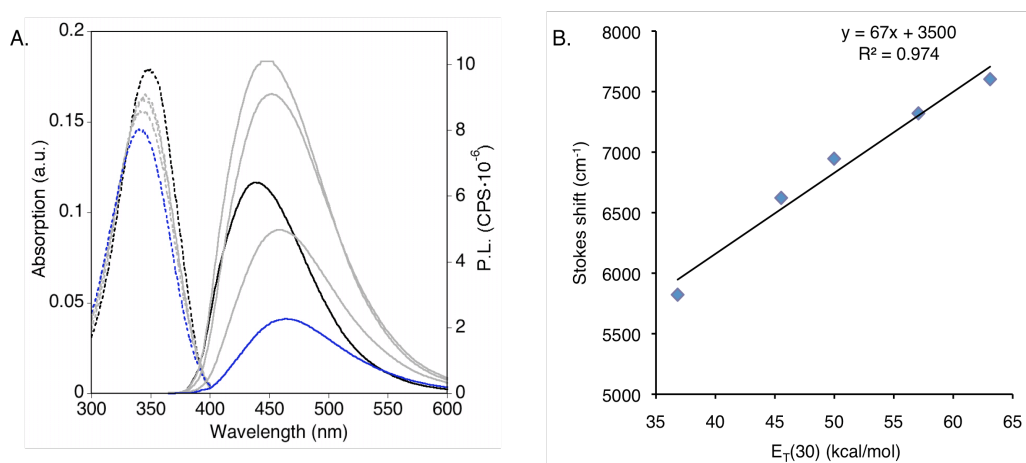 A.
0.2
0.15
0.1
0.05
0
Absorption (a.u.)
10
8
6
4
2
0
P.L. (CPS·10⁻⁶)
300 350 400 450 500 550 600
Wavelength (nm)
B.
y = 67x + 3500
R² = 0.974
8000
7500
7000
6500
6000
5500
5000
Stokes shift (cm⁻¹)
35 40 45 50 55 60 65
E_T(30) (kcal/mol)